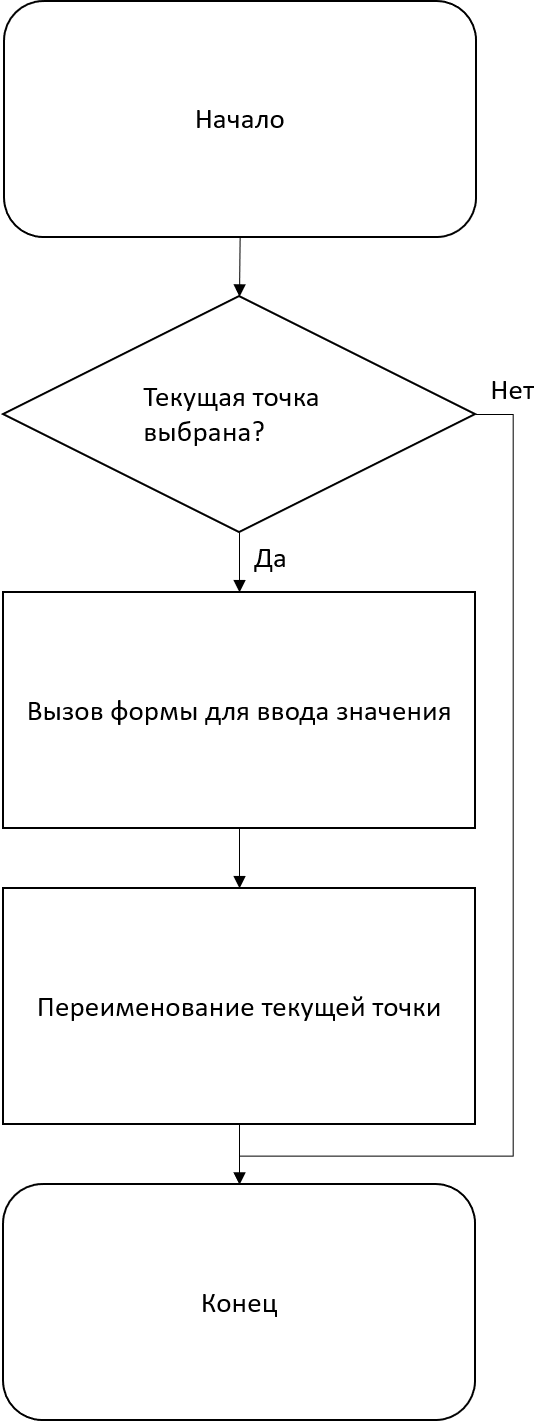 Начало
Текущая точка
выбрана?
Нет
Да
Вызов формы для ввода значения
Переименование текущей точки
Конец